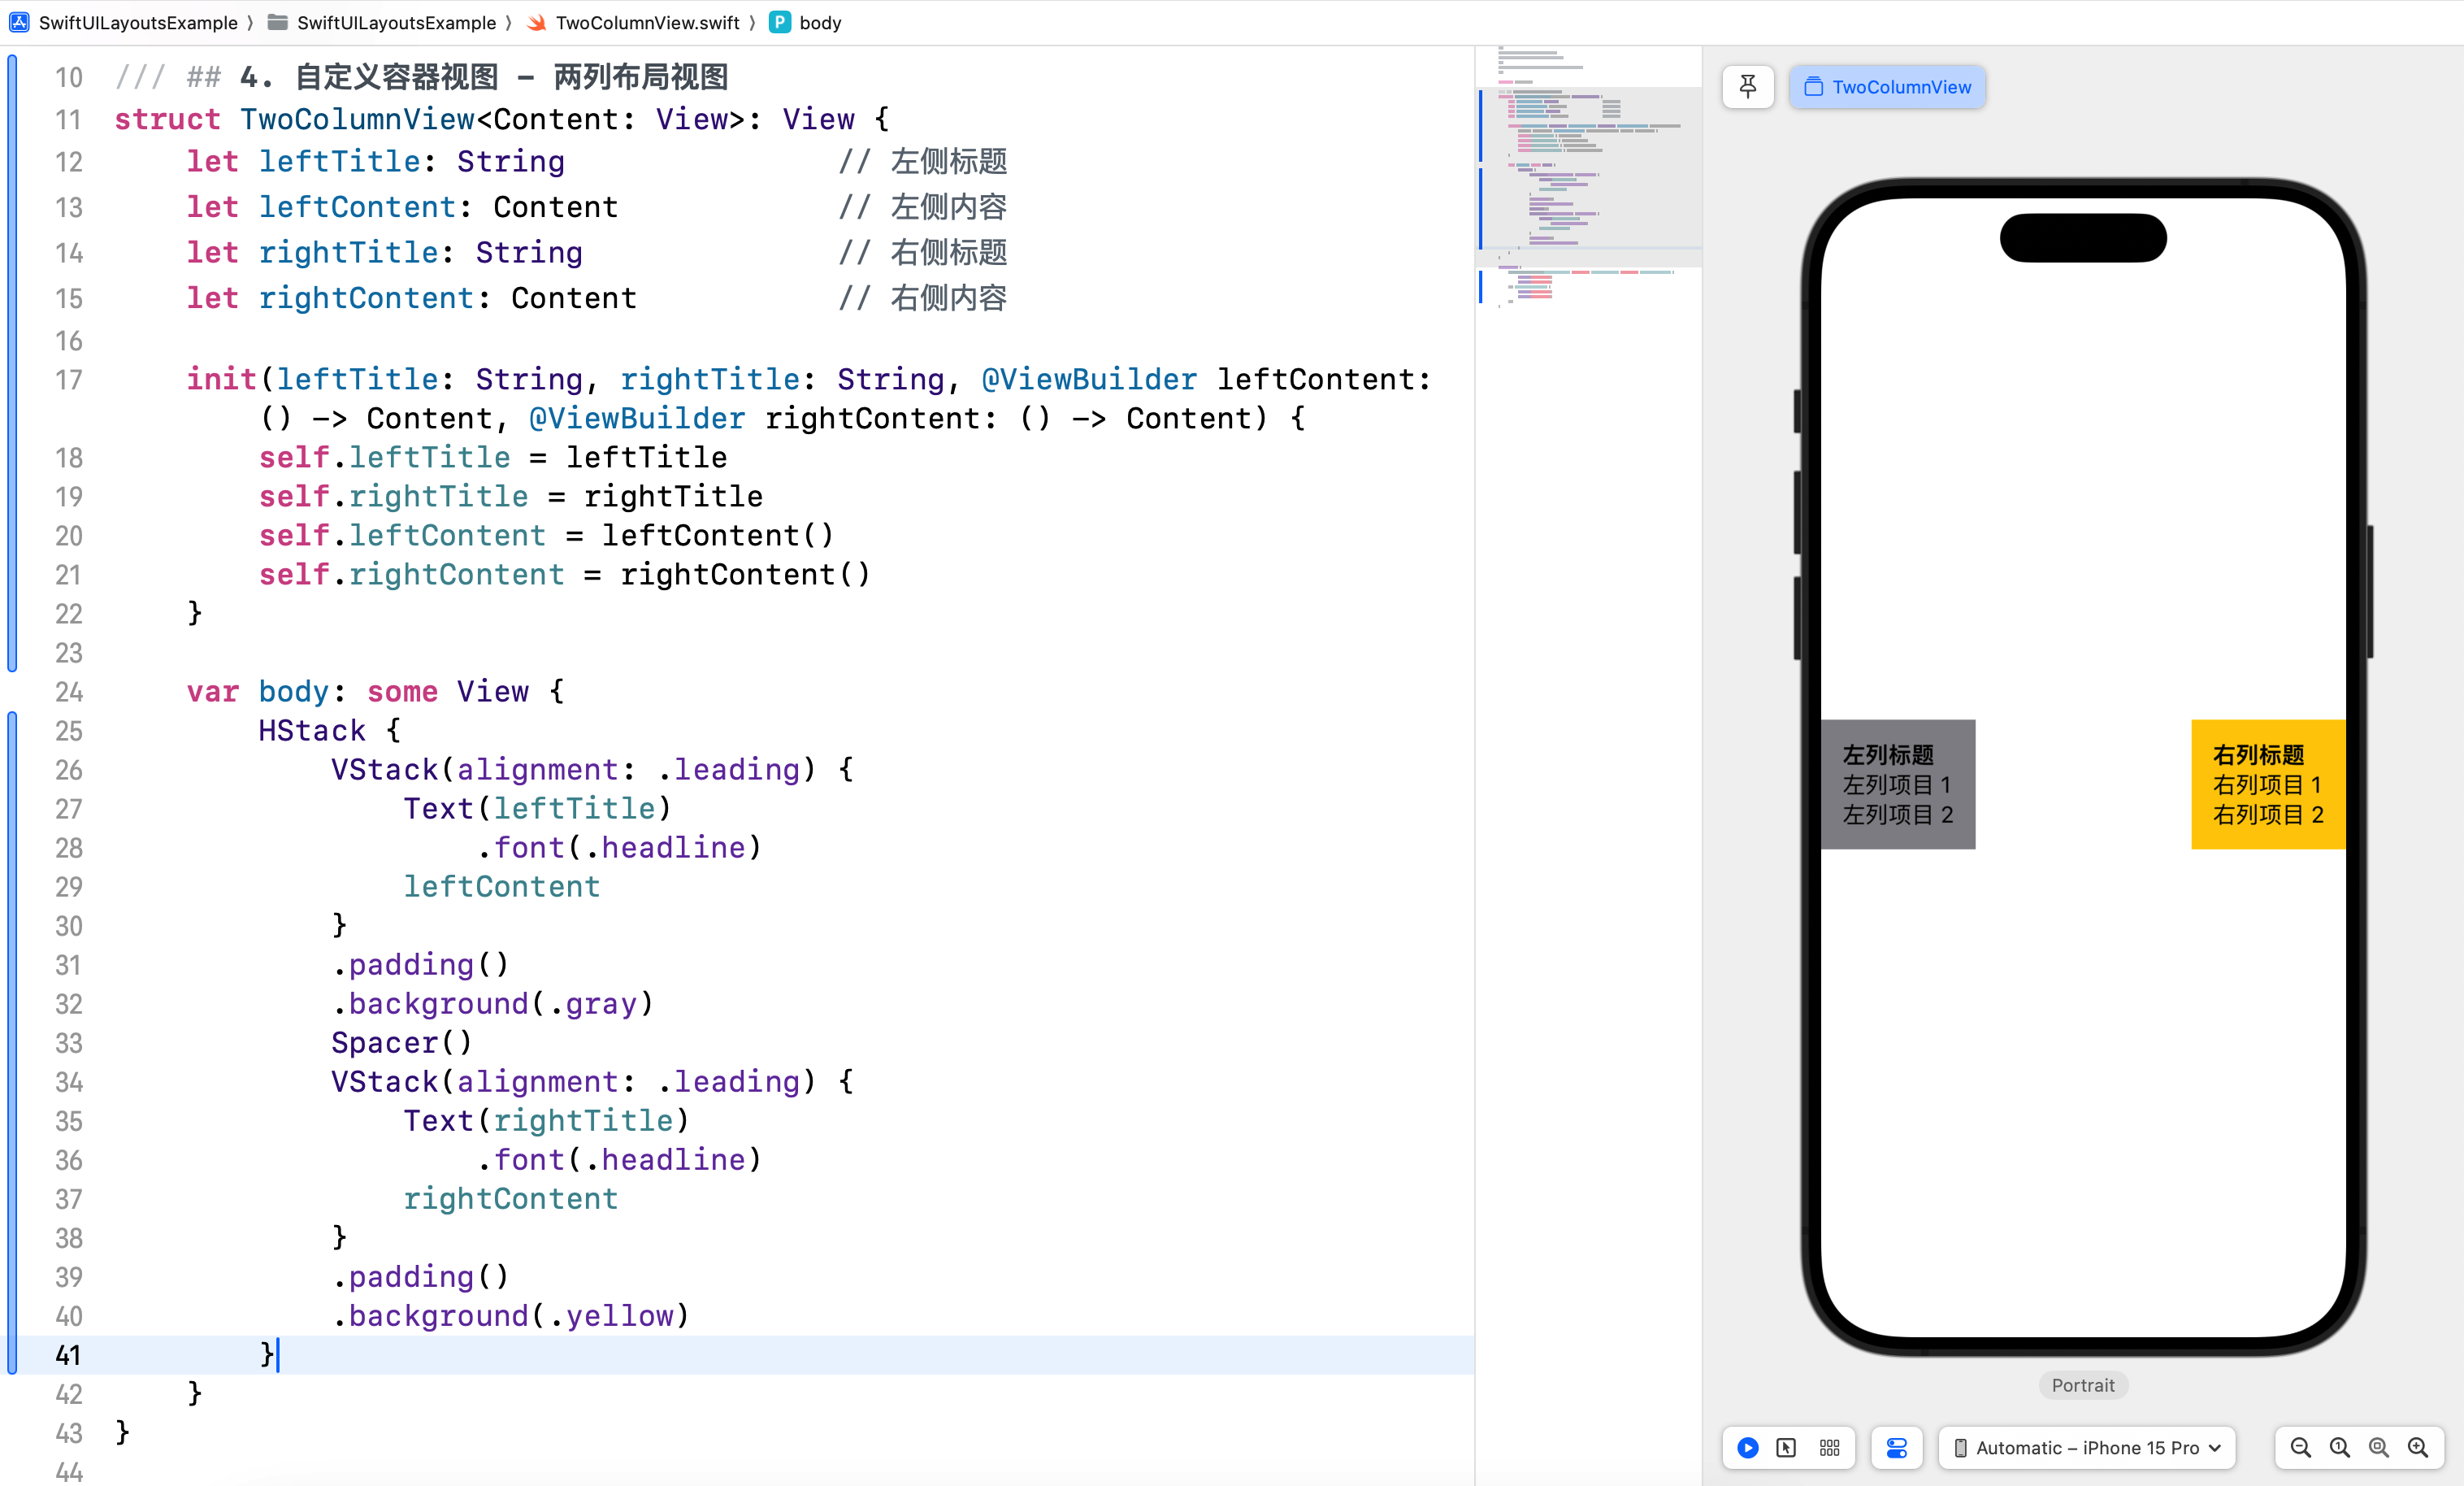 SwiftUILayoutsExample 〉 SwiftUILayoutsExample 〉 TwoColumnView.swift 〉 P body
10 /// ## 4. 自定义容器视图 – 两列布局视图
11 struct TwoColumnView<Content: View>: View {
12 let leftTitle: String // 左侧标题
13 let leftContent: Content // 左侧内容
14 let rightTitle: String // 右侧标题
15 let rightContent: Content // 右侧内容
16
17 init(leftTitle: String, rightTitle: String, @ViewBuilder leftContent:
() -> Content, @ViewBuilder rightContent: () -> Content) {
18 self.leftTitle = leftTitle
19 self.rightTitle = rightTitle
20 self.leftContent = leftContent()
21 self.rightContent = rightContent()
22 }
23
24 var body: some View {
25 HStack {
26 VStack(alignment: .leading) {
27 Text(leftTitle)
28 .font(.headline)
29 leftContent
30 }
31 .padding()
32 .background(.gray)
33 Spacer()
34 VStack(alignment: .leading) {
35 Text(rightTitle)
36 .font(.headline)
37 rightContent
38 }
39 .padding()
40 .background(.yellow)
41 }
42 }
43 }
44
TwoColumnView
左列标题
左列项目 1
左列项目 2
右列标题
右列项目 1
右列项目 2
Portrait
Automatic – iPhone 15 Pro